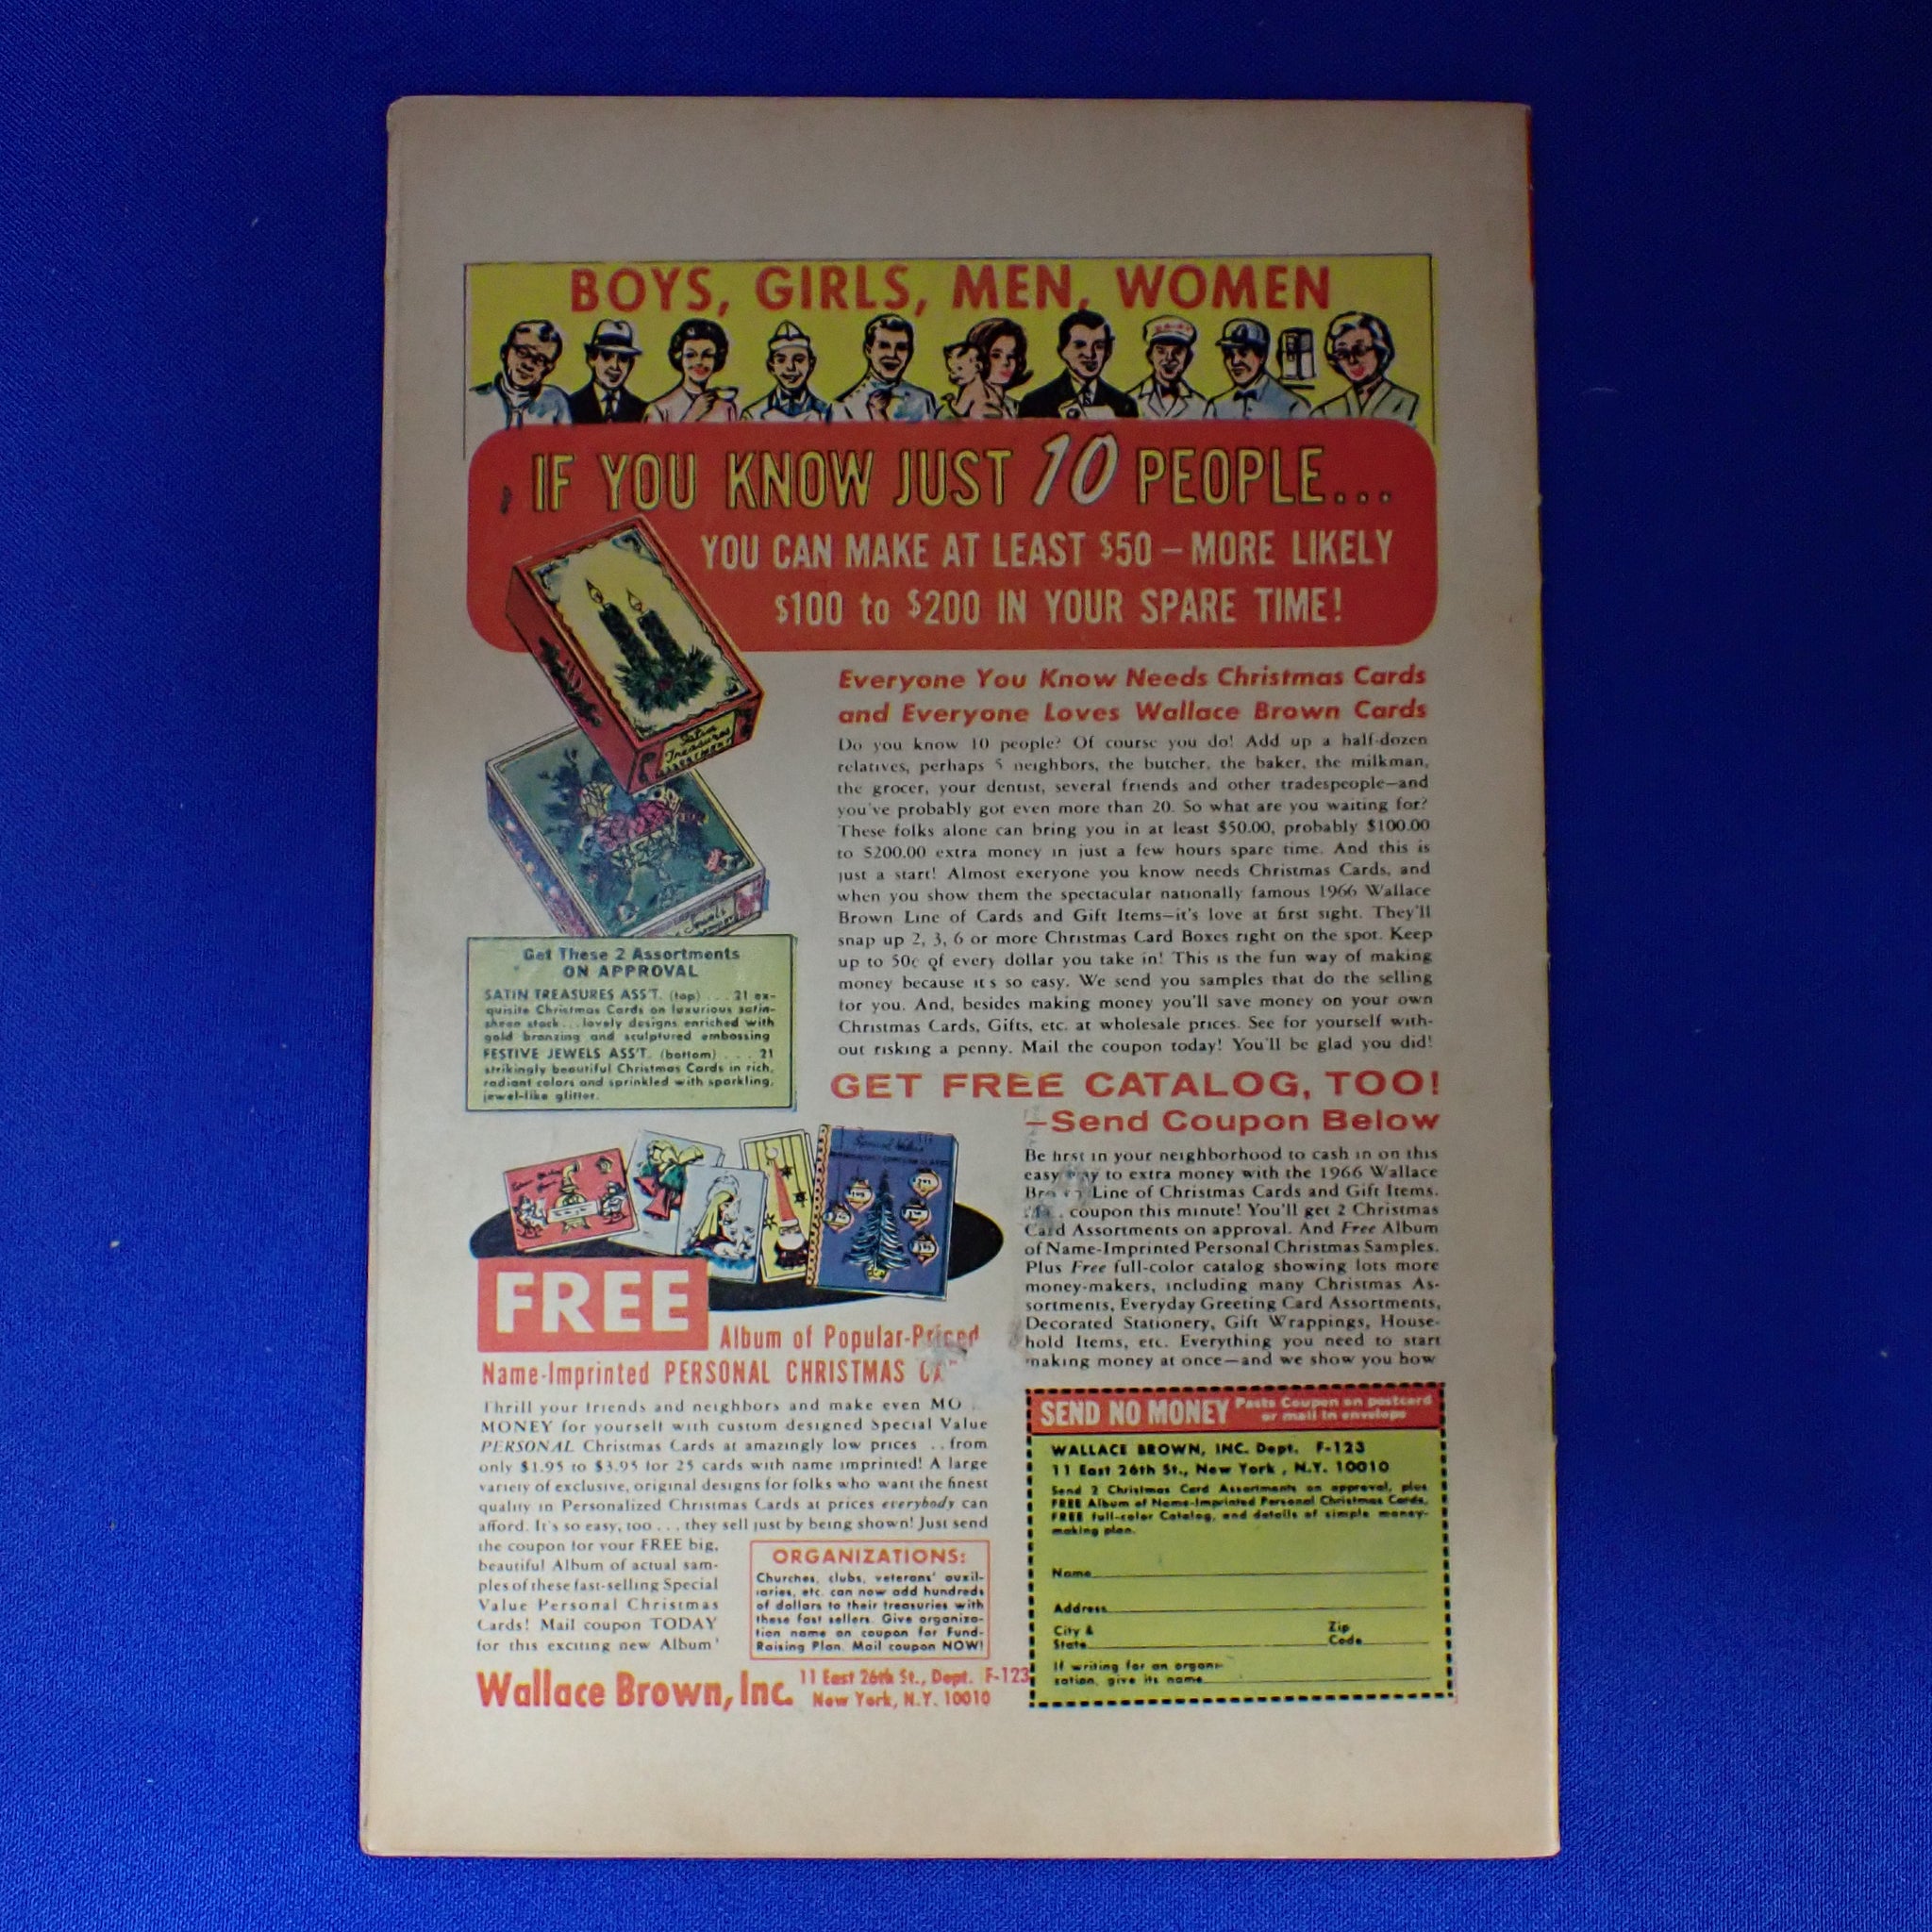 BOYS, GIRLS, MEN, WOMEN
DAIRY
IF YOU KNOW JUST 10 PEOPLE...
YOU CAN MAKE AT LEAST $50 – MORE LIKELY
$100 to $200 IN YOUR SPARE TIME!
Satin
Treasures
ASSORTMENT
Jewels
Everyone You Know Needs Christmas Cards
and Everyone Loves Wallace Brown Cards
Do you know 10 people? Of course you do! Add up a half-dozen
relatives, perhaps 5 neighbors, the butcher, the baker, the milkman,
the grocer, your dentist, several friends and other tradespeople—and
you've probably got even more than 20. So what are you waiting for?
These folks alone can bring you in at least $50.00, probably $100.00
to $200.00 extra money in just a few hours spare time. And this is
just a start! Almost exeryone you know needs Christmas Cards, and
when you show them the spectacular nationally famous 1966 Wallace
Brown Line of Cards and Gift Items—it's love at first sight. They'll
snap up 2, 3, 6 or more Christmas Card Boxes right on the spot. Keep
up to 50c of every dollar you take in! This is the fun way of making
money because it's so easy. We send you samples that do the selling
for you. And, besides making money you'll save money on your own
Christmas Cards, Gifts, etc. at wholesale prices. See for yourself with-
out risking a penny. Mail the coupon today! You'll be glad you did!
Get These 2 Assortments
ON APPROVAL
SATIN TREASURES ASS'T. (top) . . . 21 ex-
quisite Christmas Cards on luxurious satin-
sheen stock...lovely designs enriched with
gold bronzing and sculptured embossing
FESTIVE JEWELS ASS'T. (bottom) . . . 21
strikingly beautiful Christmas Cards in rich,
radiant colors and sprinkled with sparkling,
jewel-like glitter.
GET FREE CATALOG, TOO!
—Send Coupon Below
Be first in your neighborhood to cash in on this
easy to extra money with the 1966 Wallace
Line of Christmas Cards and Gift Items.
coupon this minute! You'll get 2 Christmas
Card Assortments on approval. And Free Album
of Name-Imprinted Personal Christmas Samples.
Plus Free full-color catalog showing lots more
money-makers, including many Christmas As-
sortments, Everyday Greeting Card Assortments,
Decorated Stationery, Gift Wrappings, House-
hold Items, etc. Everything you need to start
making money at once—and we show you how
FREE
Album of Popular-Priced
Name-Imprinted PERSONAL CHRISTMAS
Thrill your friends and neighbors and make even MO
MONEY for yourself with custom designed Special Value
PERSONAL Christmas Cards at amazingly low prices . . from
only $1.95 to $3.95 for 25 cards with name imprinted! A large
variety of exclusive, original designs for folks who want the finest
quality in Personalized Christmas Cards at prices everybody can
afford. It's so easy, too . . . they sell just by being shown! Just send
the coupon for your FREE big,
beautiful Album of actual sam-
ples of these fast-selling Special
Value Personal Christmas
Cards! Mail coupon TODAY
for this exciting new Album'
ORGANIZATIONS:
Churches, clubs, veterans' auxil-
iaries, etc. can now add hundreds
of dollars to their treasuries with
these fast sellers. Give organiza-
tion name on coupon for Fund-
Raising Plan. Mail coupon NOW!
Wallace Brown, Inc. 11 East 26th St., Dept. F-123
New York, N.Y. 10010
SEND NO MONEY Paste Coupon on postcard
or mail in envelope
WALLACE BROWN, INC. Dept. F-123
11 East 26th St., New York , N.Y. 10010
Send 2 Christmas Card Assortments on approval, plus
FREE Album of Name-Imprinted Personal Christmas Cards,
FREE full-color Catalog, and details of simple money-
making plan.
Name
Address
City &
State
Zip
Code
If writing for an organi-
zation, give its name